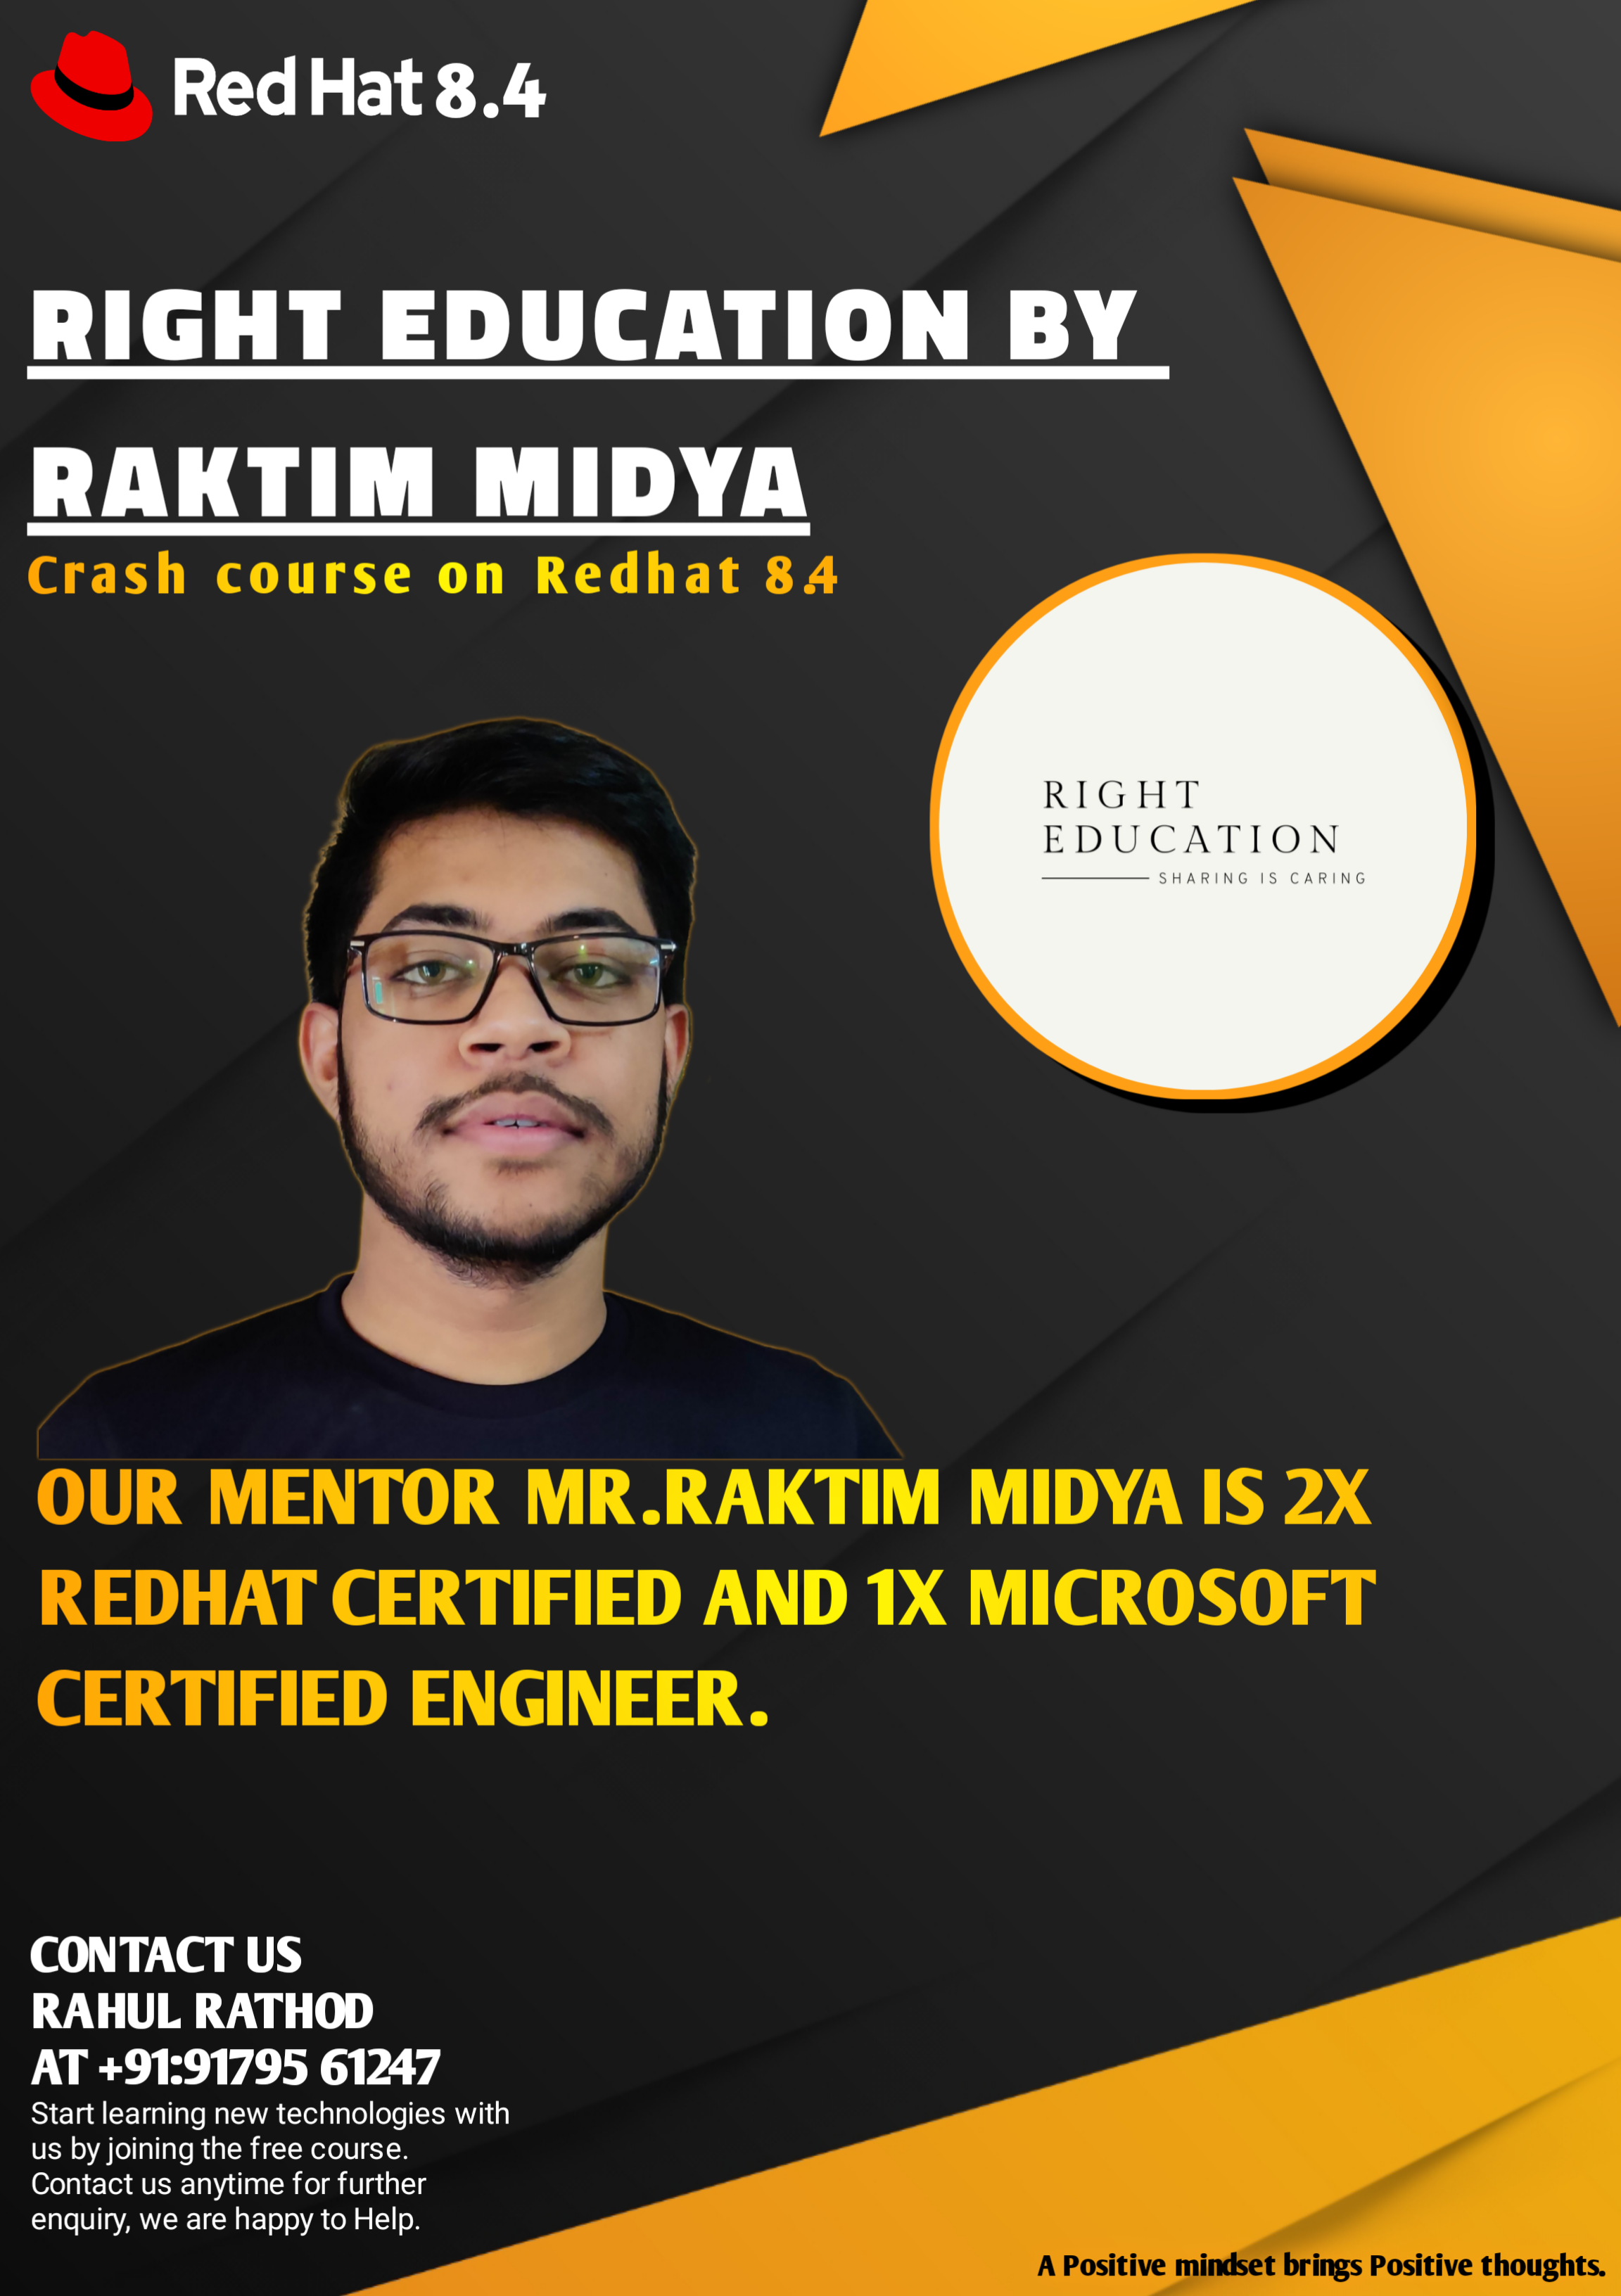 Red Hat 8.4
RIGHT EDUCATION BY
RAKTIM MIDYA
Crash course on Redhat 8.4
RIGHT
EDUCATION
SHARING IS CARING
OUR MENTOR MR.RAKTIM MIDYA IS 2X
REDHAT CERTIFIED AND 1X MICROSOFT
CERTIFIED ENGINEER.
CONTACT US
RAHUL RATHOD
AT +91:91795 61247
Start learning new technologies with
us by joining the free course.
Contact us anytime for further
enquiry, we are happy to Help.
A Positive mindset brings Positive thoughts.